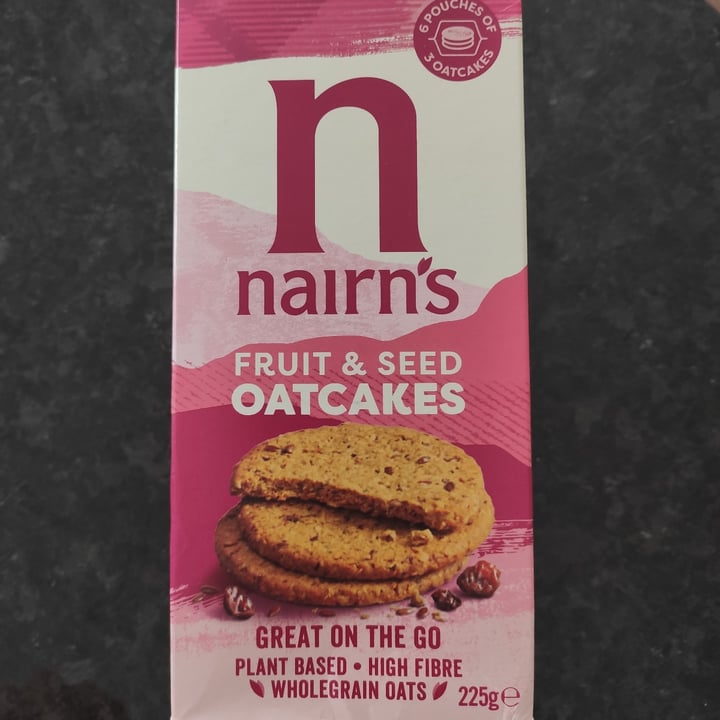 6 POUCHES OF
3 OATCAKES
n
nairn's
FRUIT & SEED
OATCAKES
GREAT ON THE GO
PLANT BASED • HIGH FIBRE
WHOLEGRAIN OATS
225g ℮